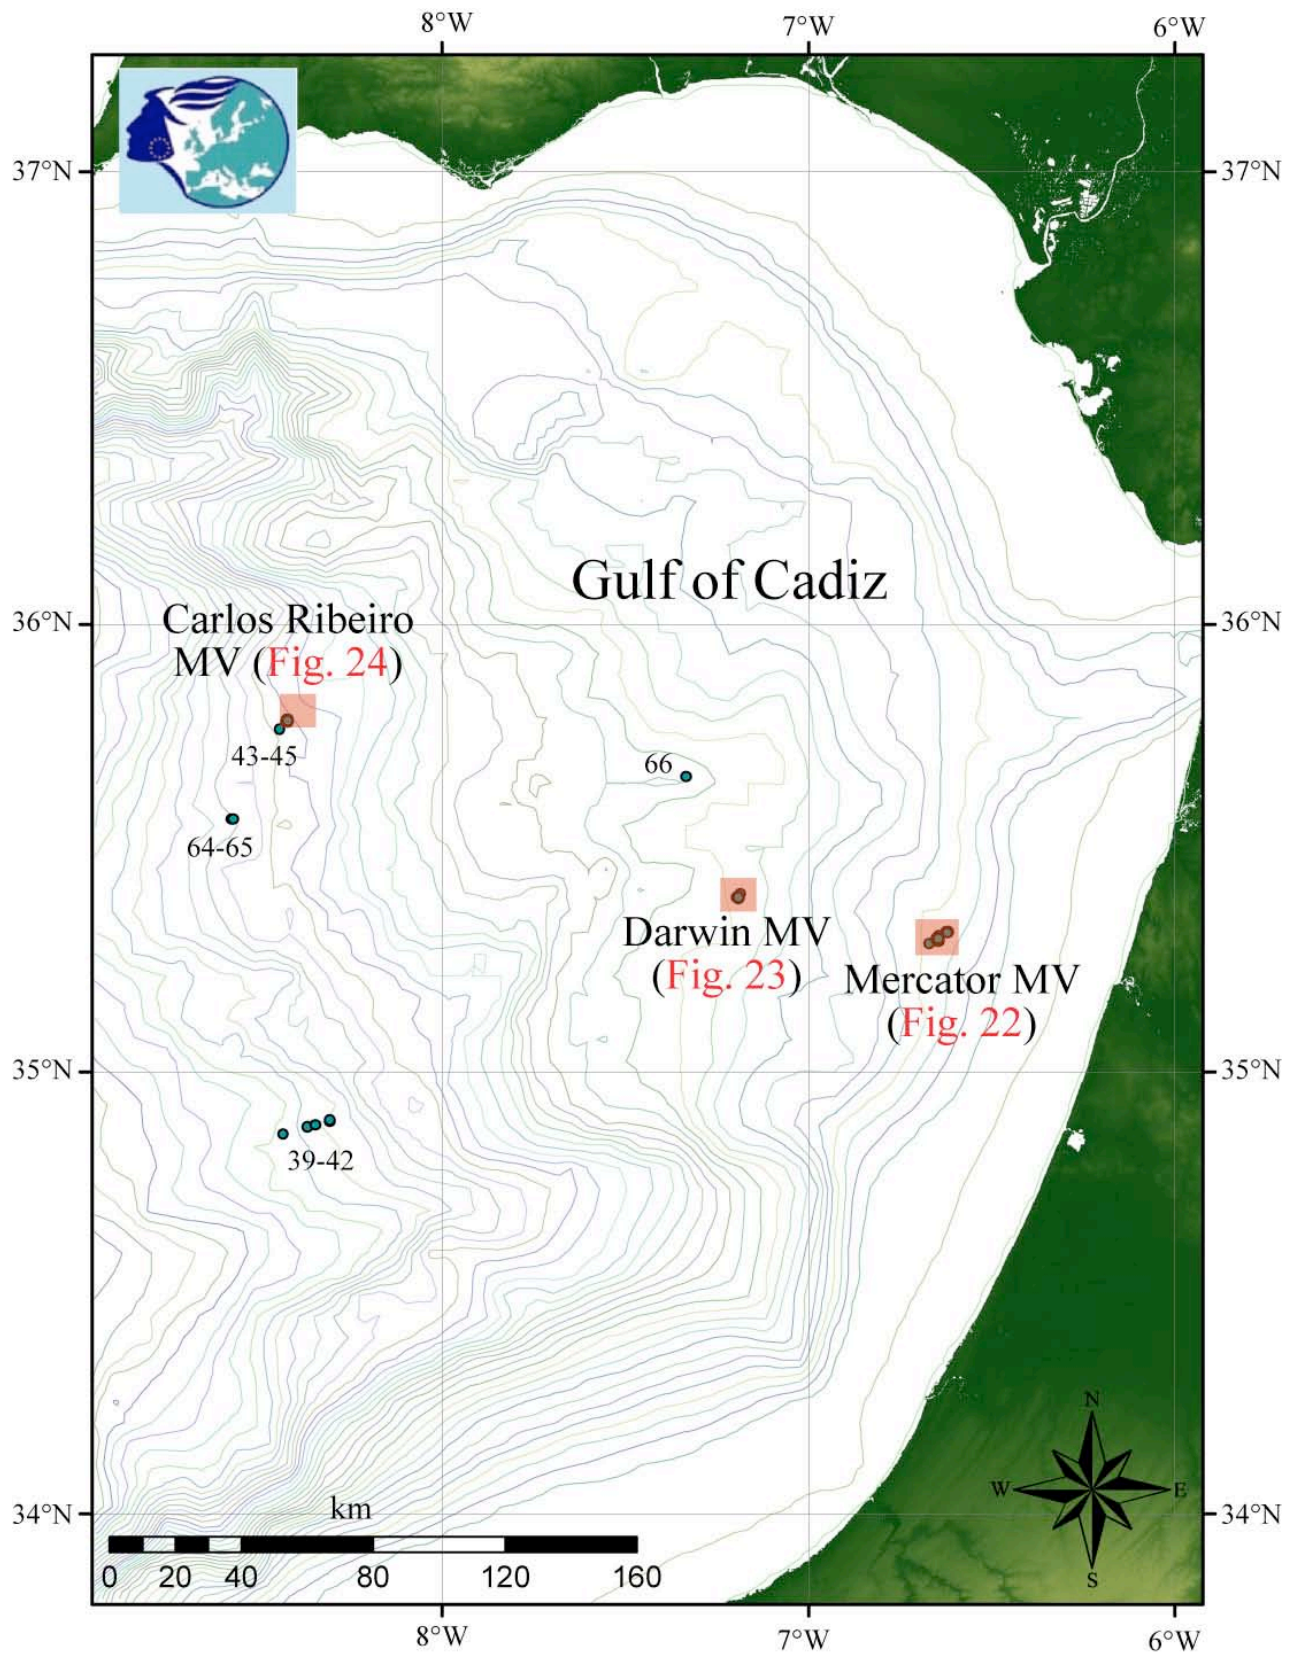 8°W
7°W
6°W
37°N
37°N
Gulf of Cadiz
36°N
36°N
Carlos Ribeiro
MV (Fig. 24)
43-45
66
64-65
Darwin MV
(Fig. 23)
Mercator MV
(Fig. 22)
35°N
35°N
39-42
N
W
E
S
34°N
34°N
km
0 20 40 80 120 160
8°W
7°W
6°W